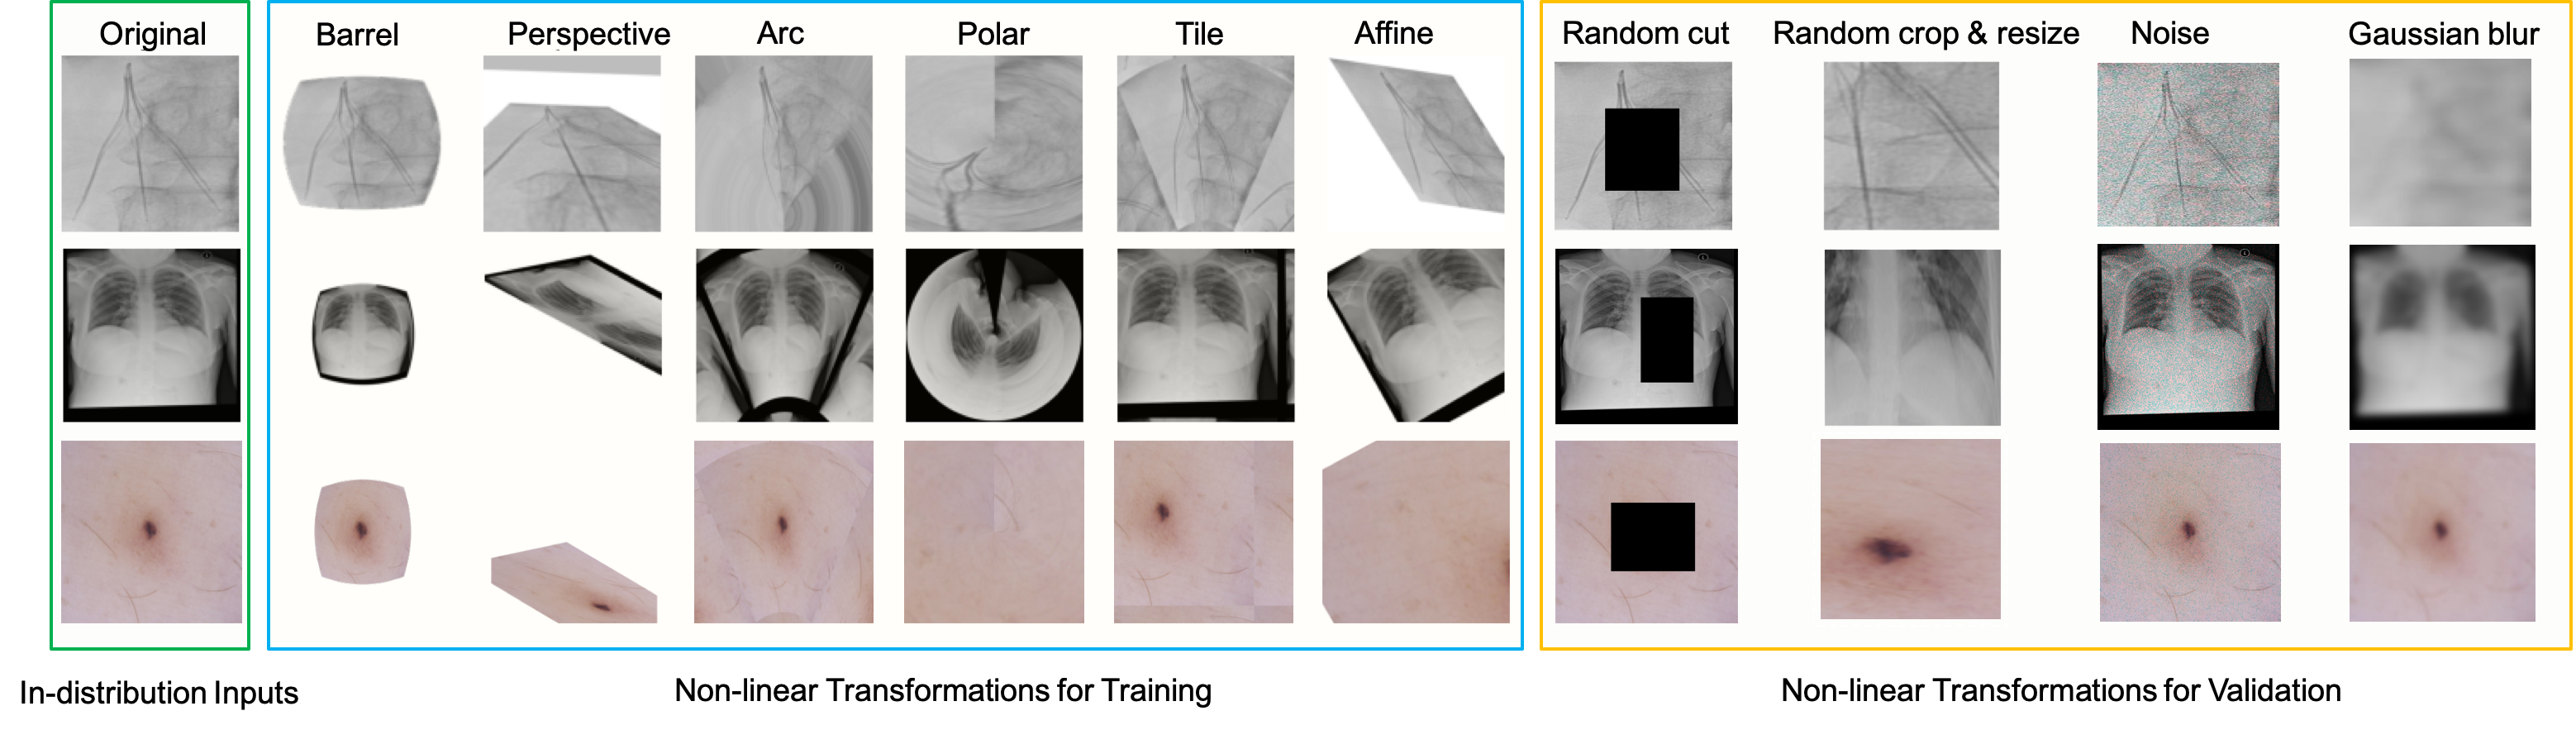 Original
Barrel
Perspective
Arc
Polar
Tile
Affine
Random cut
Random crop & resize
Noise
Gaussian blur
In-distribution Inputs
Non-linear Transformations for Training
Non-linear Transformations for Validation